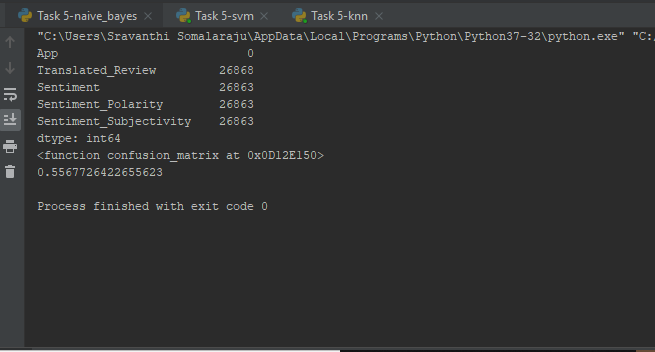 Task 5-naive_bayes Task 5-svm Task 5-knn
"C:\Users\Sravanthi Somalaraju\AppData\Local\Programs\Python\Python37-32\python.exe" "C:
App 0
Translated_Review 26868
Sentiment 26863
Sentiment_Polarity 26863
Sentiment_Subjectivity 26863
dtype: int64
<function confusion_matrix at 0x0D12E150>
0.5567726422655623
Process finished with exit code 0